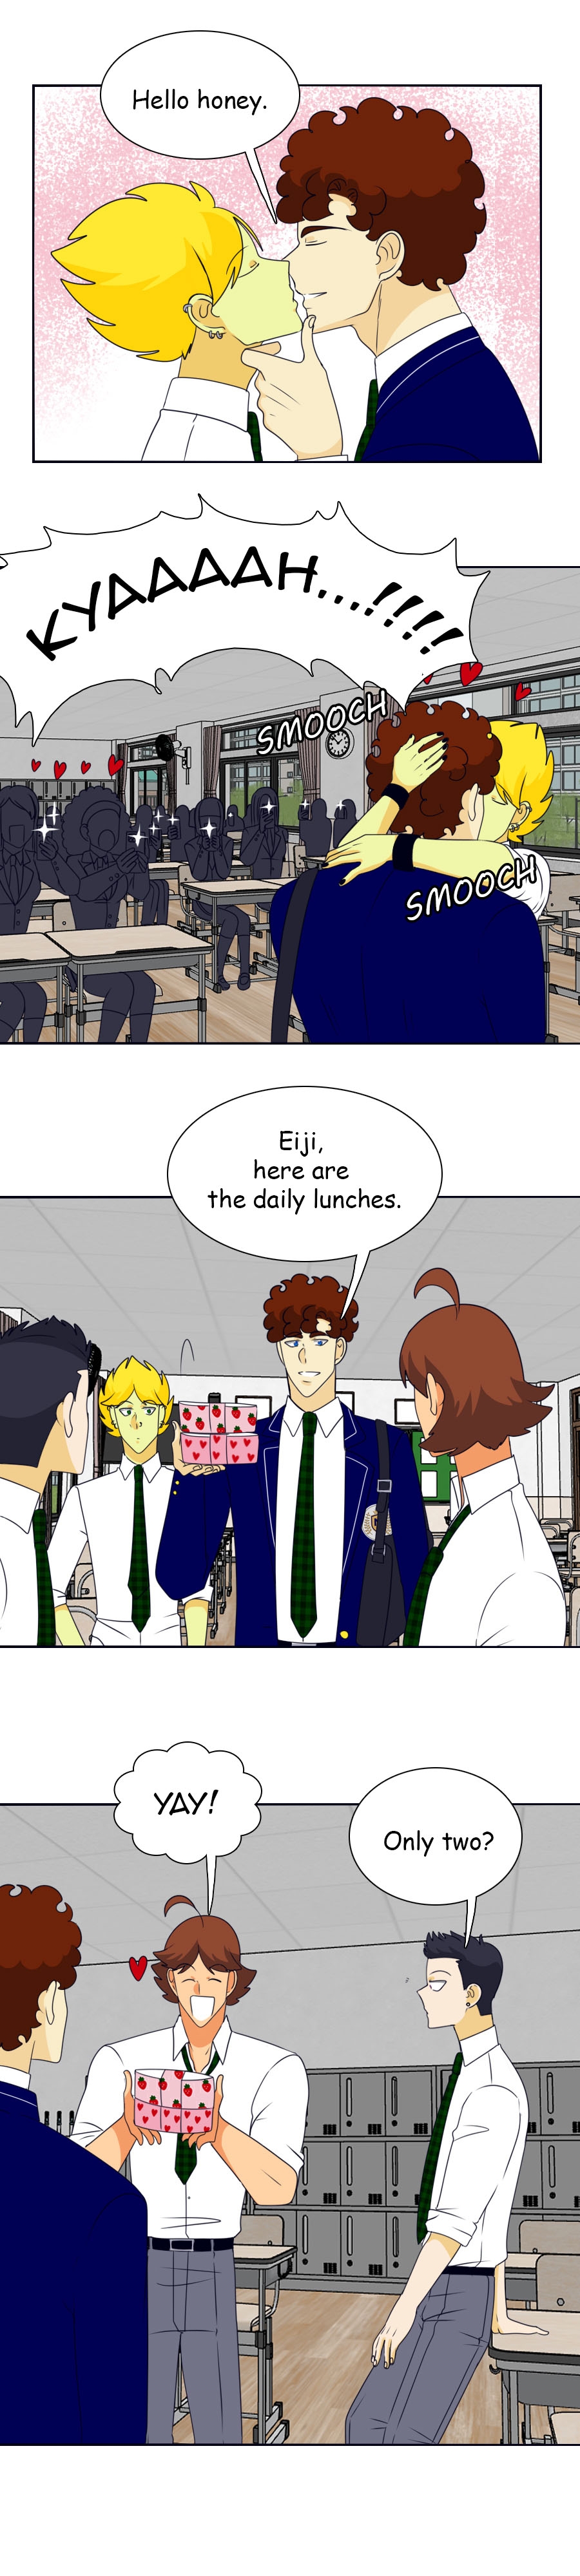 Hello honey.
KYAAAAH...!!!!
SMOOCH
SMOOCH
Eiji,
here are
the daily lunches.
YAY!
Only two?